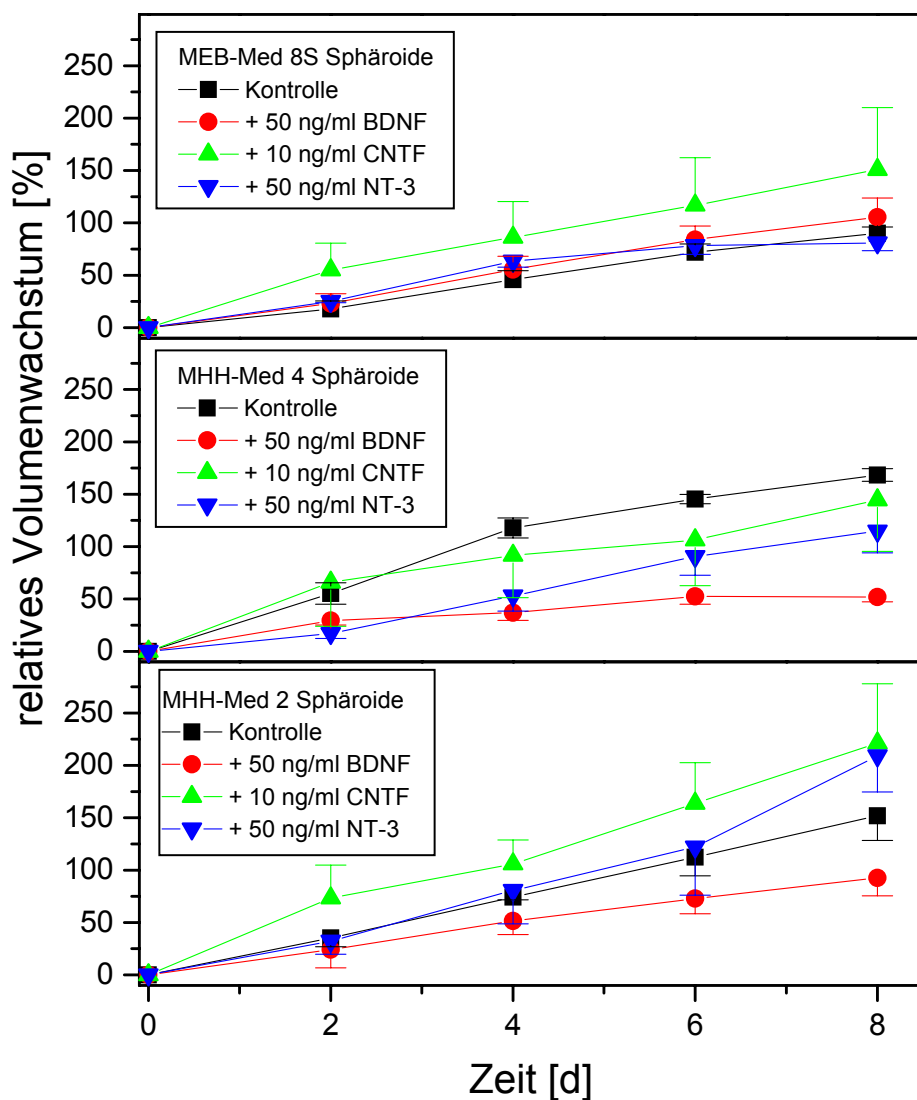 relatives Volumenwachstum [%]
MEB-Med 8S Sphäroide
Kontrolle
+ 50 ng/ml BDNF
+ 10 ng/ml CNTF
+ 50 ng/ml NT-3
250
200
150
100
50
0
MHH-Med 4 Sphäroide
Kontrolle
+ 50 ng/ml BDNF
+ 10 ng/ml CNTF
+ 50 ng/ml NT-3
250
200
150
100
50
0
MHH-Med 2 Sphäroide
Kontrolle
+ 50 ng/ml BDNF
+ 10 ng/ml CNTF
+ 50 ng/ml NT-3
250
200
150
100
50
0
0 2 4 6 8
Zeit [d]